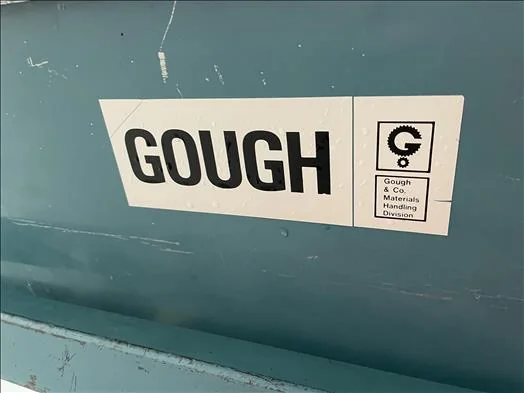 GOUGH
G
Gough
& Co.
Materials
Handling
Division